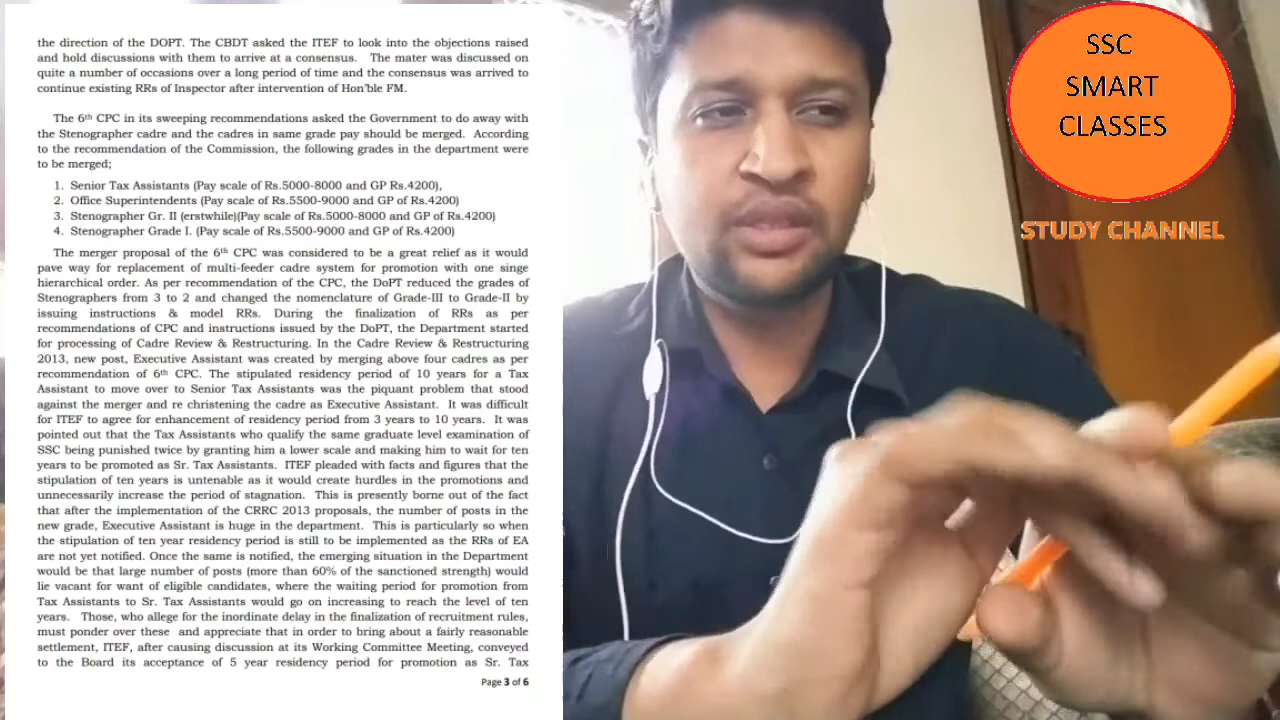 the direction of the DOPT. The CBDT asked the ITEF to look into the objections raised
and hold discussions with them to arrive at a consensus. The mater was discussed on
quite a number of occasions over a long period of time and the consensus was arrived to
continue existing RRs of Inspector after intervention of Hon'ble FM.
The 6th CPC in its sweeping recommendations asked the Government to do away with
the Stenographer cadre and the cadres in same grade pay should be merged. According
to the recommendation of the Commission, the following grades in the department were
to be merged;
1. Senior Tax Assistants (Pay scale of Rs.5000-8000 and GP Rs.4200),
2. Office Superintendents (Pay scale of Rs.5500-9000 and GP of Rs.4200)
3. Stenographer Gr. II (erstwhile)(Pay scale of Rs.5000-8000 and GP of Rs.4200)
4. Stenographer Grade I. (Pay scale of Rs.5500-9000 and GP of Rs.4200)
The merger proposal of the 6th CPC was considered to be a great relief as it would
pave way for replacement of multi-feeder cadre system for promotion with one singe
hierarchical order. As per recommendation of the CPC, the DoPT reduced the grades of
Stenographers from 3 to 2 and changed the nomenclature of Grade-III to Grade-II by
issuing instructions & model RRs. During the finalization of RRs as per
recommendations of CPC and instructions issued by the DoPT, the Department started
for processing of Cadre Review & Restructuring. In the Cadre Review & Restructuring
2013, new post, Executive Assistant was created by merging above four cadres as per
recommendation of 6th CPC. The stipulated residency period of 10 years for a Tax
Assistant to move over to Senior Tax Assistants was the piquant problem that stood
against the merger and re christening the cadre as Executive Assistant. It was difficult
for ITEF to agree for enhancement of residency period from 3 years to 10 years. It was
pointed out that the Tax Assistants who qualify the same graduate level examination of
SSC being punished twice by granting him a lower scale and making him to wait for ten
years to be promoted as Sr. Tax Assistants. ITEF pleaded with facts and figures that the
stipulation of ten years is untenable as it would create hurdles in the promotions and
unnecessarily increase the period of stagnation. This is presently borne out of the fact
that after the implementation of the CRRC 2013 proposals, the number of posts in the
new grade, Executive Assistant is huge in the department. This is particularly so when
the stipulation of ten year residency period is still to be implemented as the RRs of EA
are not yet notified. Once the same is notified, the emerging situation in the Department
would be that large number of posts (more than 60% of the sanctioned strength) would
lie vacant for want of eligible candidates, where the waiting period for promotion from
Tax Assistants to Sr. Tax Assistants would go on increasing to reach the level of ten
years. Those, who allege for the inordinate delay in the finalization of recruitment rules,
must ponder over these and appreciate that in order to bring about a fairly reasonable
settlement, ITEF, after causing discussion at its Working Committee Meeting, conveyed
to the Board its acceptance of 5 year residency period for promotion as Sr. Tax
Page 3 of 6
SSC
SMART
CLASSES
STUDY CHANNEL